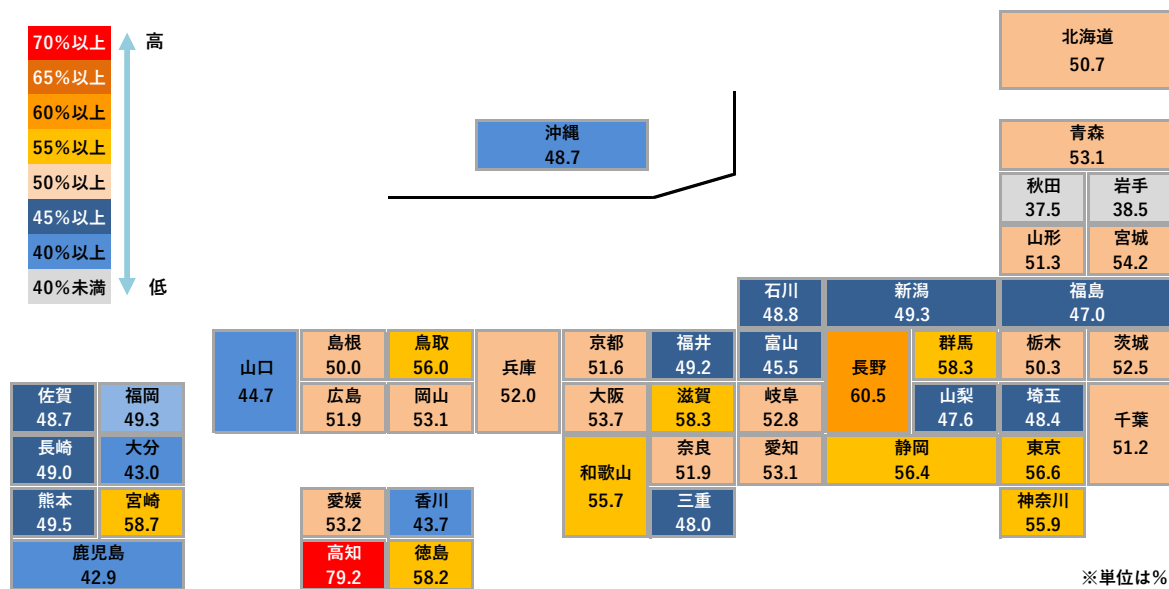 70%以上
65%以上
60%以上
55%以上
50%以上
45%以上
40%以上
40%未満
高
低
北海道
50.7
沖縄
48.7
青森
53.1
秋田
37.5
岩手
38.5
山形
51.3
宮城
54.2
石川
48.8
新潟
49.3
福島
47.0
山口
44.7
島根
50.0
鳥取
56.0
兵庫
52.0
京都
51.6
福井
49.2
富山
45.5
長野
60.5
群馬
58.3
栃木
50.3
茨城
52.5
広島
51.9
岡山
53.1
大阪
53.7
滋賀
58.3
岐阜
52.8
山梨
47.6
埼玉
48.4
千葉
51.2
佐賀
48.7
福岡
49.3
長崎
49.0
大分
43.0
和歌山
55.7
奈良
51.9
愛知
53.1
静岡
56.4
東京
56.6
熊本
49.5
宮崎
58.7
愛媛
53.2
香川
43.7
三重
48.0
神奈川
55.9
鹿児島
42.9
高知
79.2
徳島
58.2
※単位は%